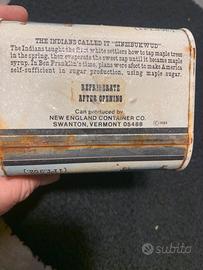 THE INDIANS CALLED IT "SINZIBUKWUD"
The Indians taught the first white settlers how to tap maple trees
in the spring, then evaporate the sweet sap until it became maple
syrup. In Ben Franklin's time, plans were afoot to make America
self-sufficient in sugar production, using maple sugar.
REFRIGERATE
AFTER OPENING
Can produced by
NEW ENGLAND CONTAINER CO.
SWANTON, VERMONT 05488
subito